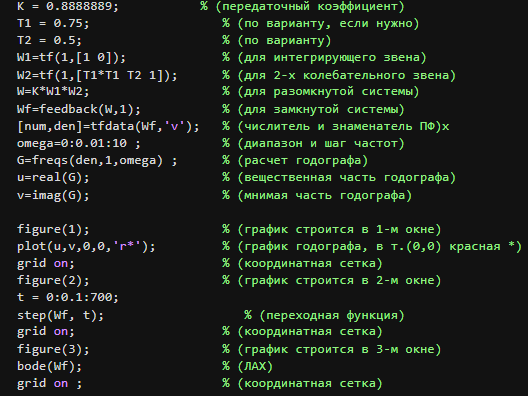 K = 0.8888889; % (передаточный коэффициент)
T1 = 0.75; % (по варианту, если нужно)
T2 = 0.5; % (по варианту)
W1=tf(1,[1 0]); % (для интегрирующего звена)
W2=tf(1,[T1*T1 T2 1]); % (для 2-х колебательного звена)
W=K*W1*W2; % (для разомкнутой системы)
Wf=feedback(W,1); % (для замкнутой системы)
[num,den]=tfdata(Wf,'v'); % (числитель и знаменатель ПФ)х
omega=0:0.01:10 ; % (диапазон и шаг частот)
G=freqs(den,1,omega) ; % (расчет годографа)
u=real(G); % (вещественная часть годографа)
v=imag(G); % (мнимая часть годографа)
figure(1); % (график строится в 1-м окне)
plot(u,v,0,0,'r*'); % (график годографа, в т.(0,0) красная *)
grid on; % (координатная сетка)
figure(2); % (график строится в 2-м окне)
t = 0:0.1:700;
step(Wf, t); % (переходная функция)
grid on; % (координатная сетка)
figure(3); % (график строится в 3-м окне)
bode(Wf); % (ЛАХ)
grid on ; % (координатная сетка)